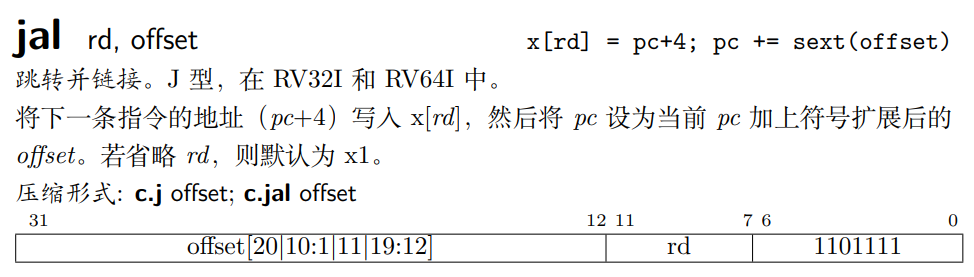 jal rd, offset x[rd] = pc+4; pc += sext(offset)
跳转并链接。J 型，在 RV32I 和 RV64I 中。
将下一条指令的地址（pc+4）写入 x[rd]，然后将 pc 设为当前 pc 加上符号扩展后的
offset。若省略 rd，则默认为 x1。
压缩形式: c.j offset; c.jal offset
31 12 11 7 6 0
offset[20|10:1|11|19:12] rd 1101111